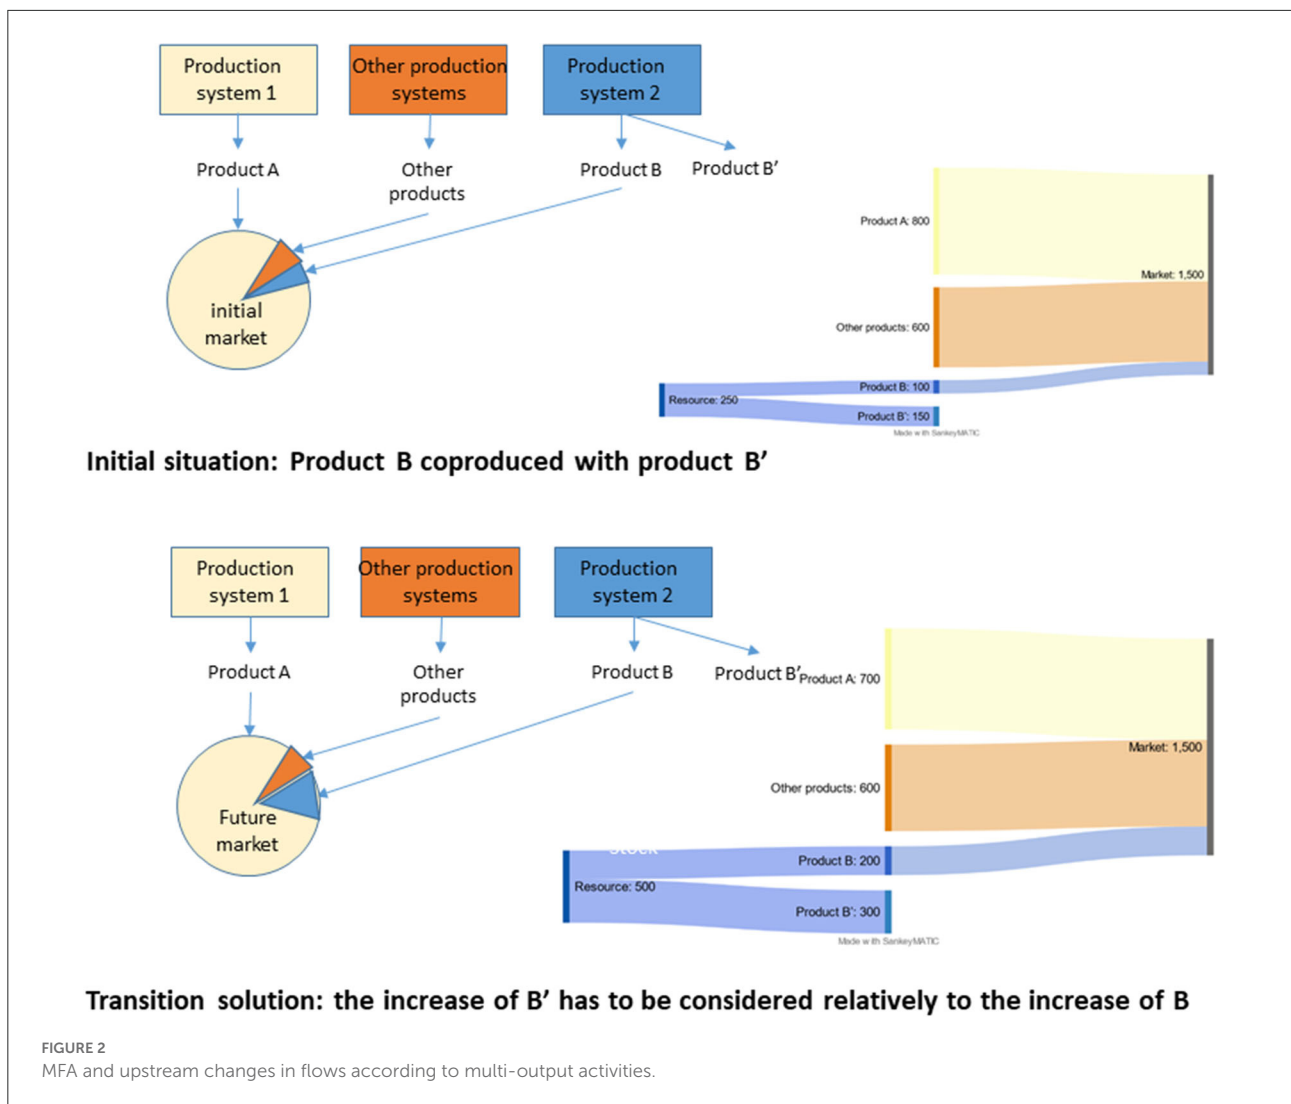 Production
system 1
Other production
systems
Production
system 2
Product A
Other
products
Product B
Product B’
initial
market
Product A: 800
Market: 1,500
Other products: 600
Product B: 100
Resource: 250
Product B': 150
Made with SankeyMATIC
Initial situation: Product B coproduced with product B’
Production
system 1
Other production
systems
Production
system 2
Product A
Other
products
Product B
Product B’
Future
market
Product A: 700
Market: 1,500
Other products: 600
Stock
Product B: 200
Resource: 500
Product B': 300
Made with SankeyMATIC
Transition solution: the increase of B’ has to be considered relatively to the increase of B
FIGURE 2
MFA and upstream changes in flows according to multi-output activities.